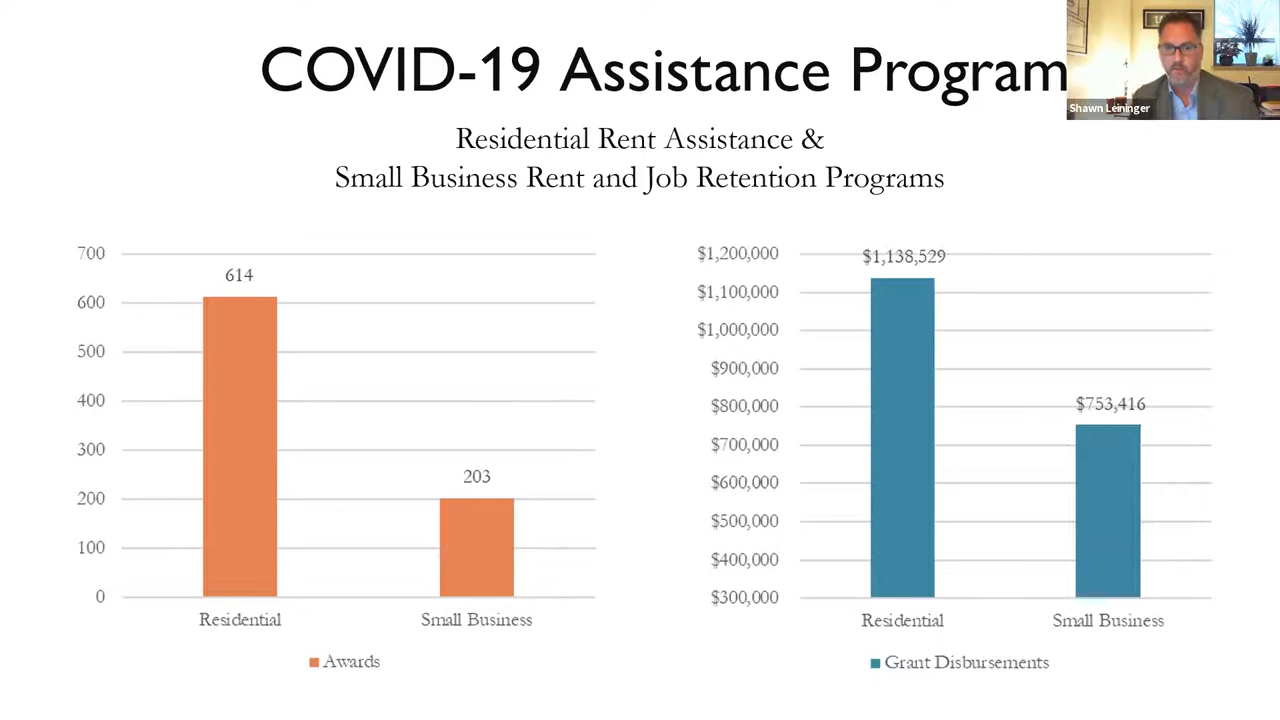 COVID-19 Assistance Program
Shawn Leininger
Residential Rent Assistance &
Small Business Rent and Job Retention Programs
700
600
500
400
300
200
100
0
614
203
Residential
Small Business
Awards
$1,200,000
$1,100,000
$1,000,000
$900,000
$800,000
$700,000
$600,000
$500,000
$400,000
$300,000
$1,138,529
$753,416
Residential
Small Business
Grant Disbursements